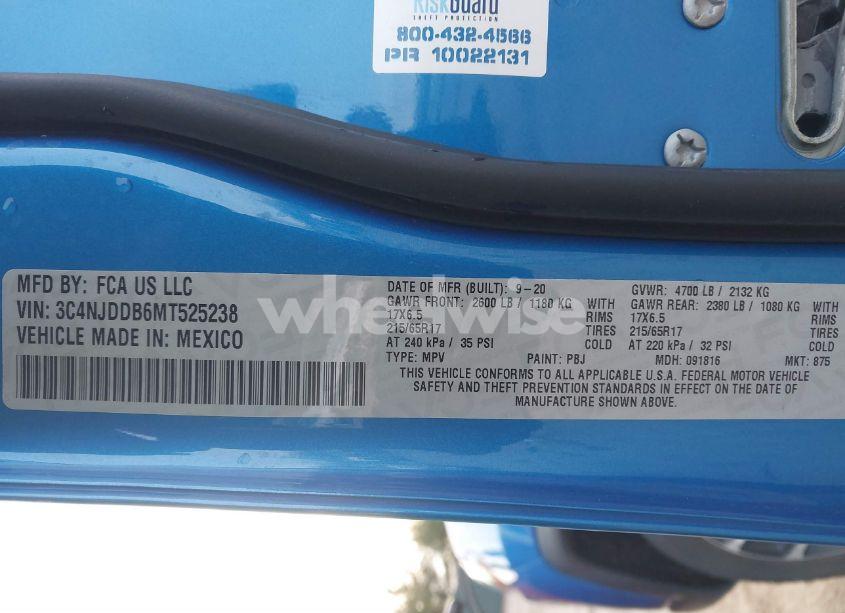 RiskGuard
THEFT PROTECTION
800-432-4566
PIR 10022131
MFD BY: FCA US LLC
VIN: 3C4NJDDB6MT525238
VEHICLE MADE IN: MEXICO
DATE OF MFR (BUILT): 9-20 GVWR: 4700 LB / 2132 KG
GAWR FRONT: 2600 LB / 1180 KG WITH GAWR REAR: 2380 LB / 1080 KG
17X6.5 RIMS 17X6.5 RIMS
215/65R17 TIRES 215/65R17 TIRES
AT 240 kPa / 35 PSI COLD AT 220 kPa / 32 PSI COLD
TYPE: MPV PAINT: PBJ MDH: 091816 MKT: 875
THIS VEHICLE CONFORMS TO ALL APPLICABLE U.S.A. FEDERAL MOTOR VEHICLE
SAFETY AND THEFT PREVENTION STANDARDS IN EFFECT ON THE DATE OF
MANUFACTURE SHOWN ABOVE.
wheelwise